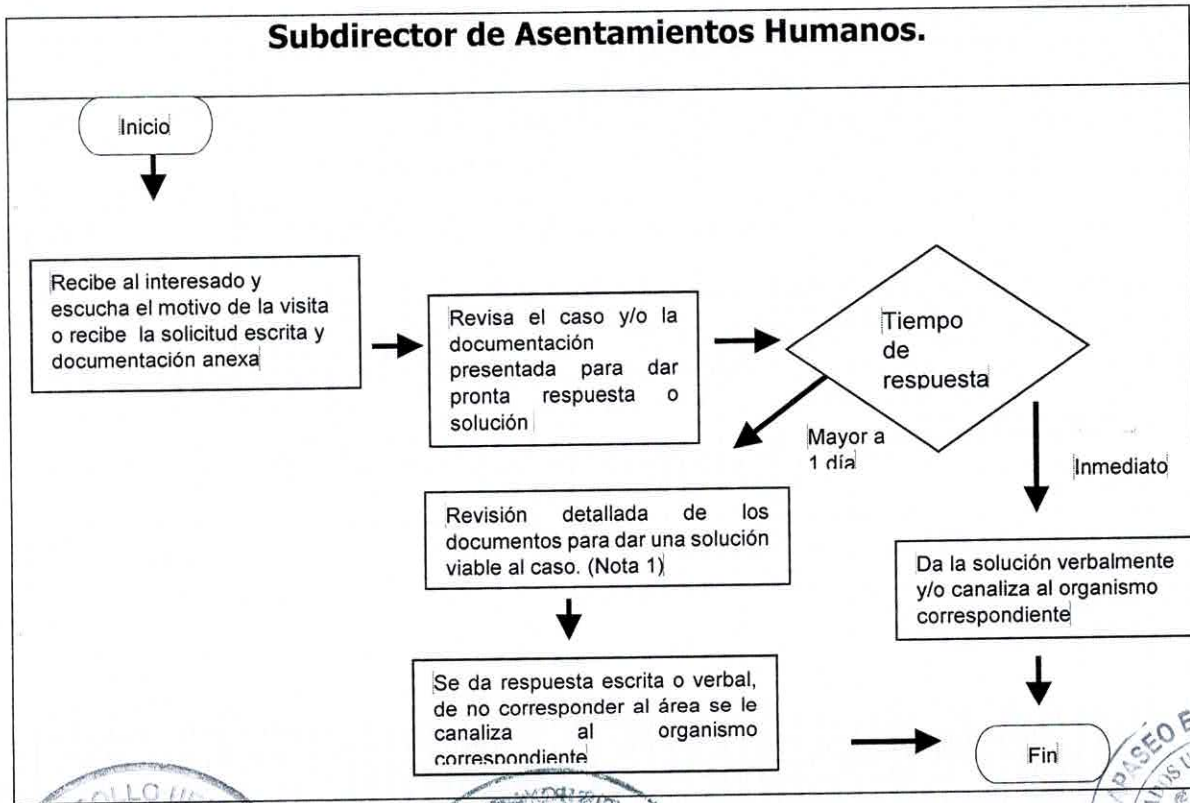 Subdirector de Asentamientos Humanos.
Inicio
Recibe al interesado y
escucha el motivo de la visita
o recibe la solicitud escrita y
documentación anexa
Revisa el caso y/o la
documentación
presentada para dar
pronta respuesta o
solución
Tiempo
de
respuesta
Mayor a
1 día
Inmediato
Revisión detallada de los
documentos para dar una solución
viable al caso. (Nota 1)
Da la solución verbalmente
y/o canaliza al organismo
correspondiente
Se da respuesta escrita o verbal,
de no corresponder al área se le
canaliza al organismo
correspondiente
Fin